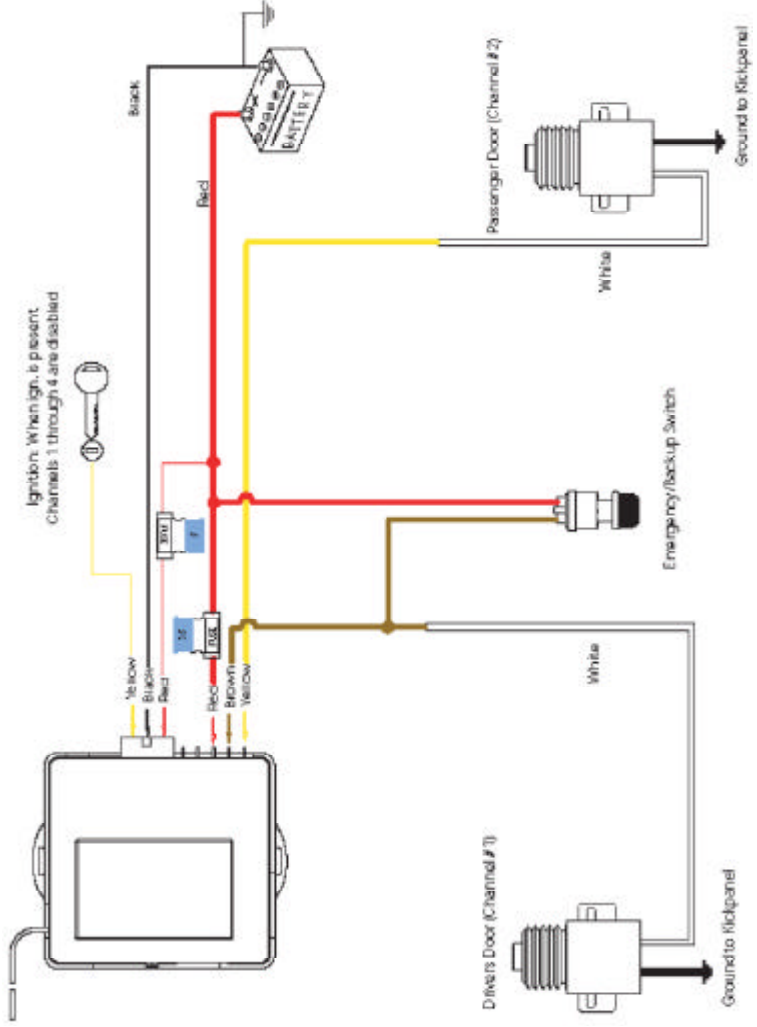 Ignition: When ign. is present
Channels 1 through 4 are disabled
Black
Red
BATTERY
Yellow
Black
Red
FUSE
FUSE
Red
Brown
Yellow
Passenger Door (Channel # 2)
White
Ground to Kickpanel
Emergency/Backup Switch
White
Drivers Door (Channel # 1)
Ground to Kickpanel